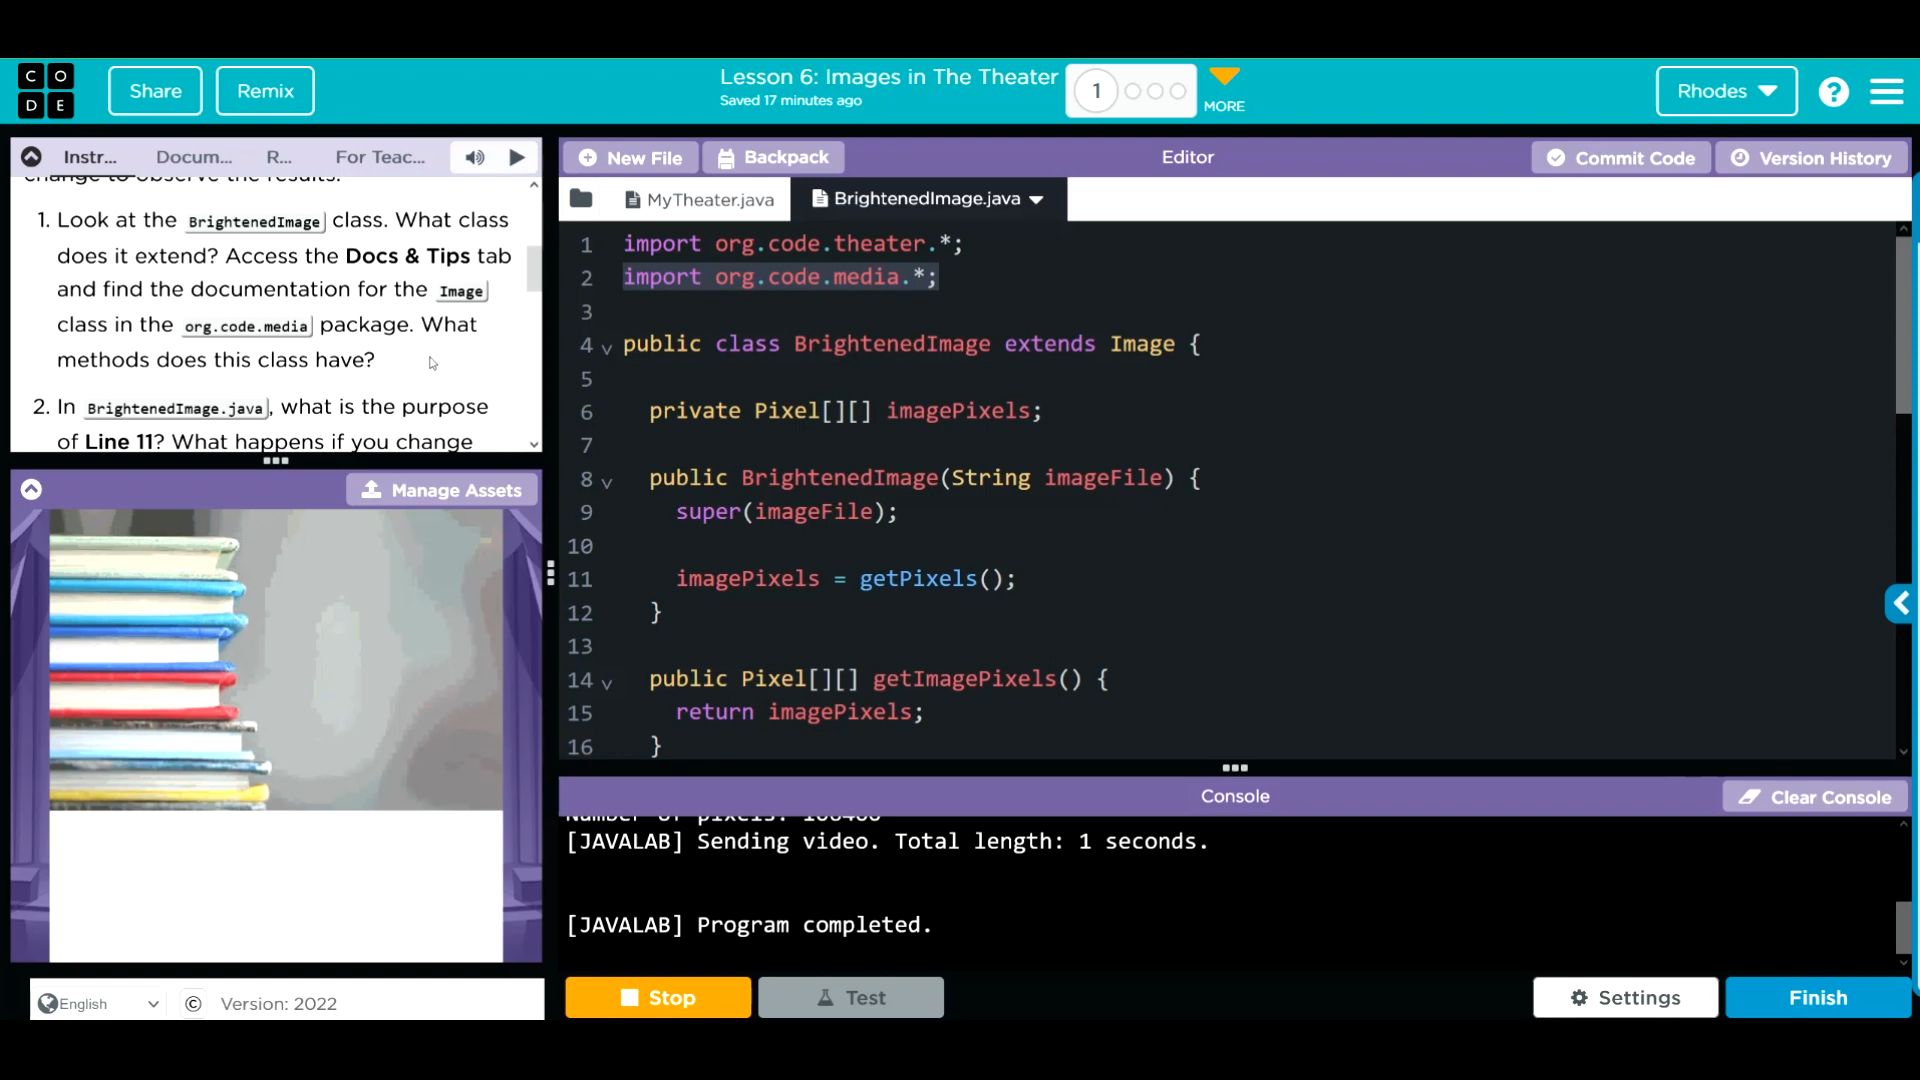 C O
D E
Share
Remix
Lesson 6: Images in The Theater
Saved 17 minutes ago
1
MORE
Rhodes
?
Instr...
Docum...
R...
For Teac...
change to observe the results.
1. Look at the BrightenedImage class. What class
does it extend? Access the Docs & Tips tab
and find the documentation for the Image
class in the org.code.media package. What
methods does this class have?
2. In BrightenedImage.java, what is the purpose
of Line 11? What happens if you change
Manage Assets
English
© Version: 2022
New File
Backpack
Editor
Commit Code
Version History
MyTheater.java
BrightenedImage.java
1 import org.code.theater.*;
2 import org.code.media.*;
3
4 public class BrightenedImage extends Image {
5
6 private Pixel[][] imagePixels;
7
8 public BrightenedImage(String imageFile) {
9 super(imageFile);
10
11 imagePixels = getPixels();
12 }
13
14 public Pixel[][] getImagePixels() {
15 return imagePixels;
16 }
Console
Clear Console
Number of pixels:
[JAVALAB] Sending video. Total length: 1 seconds.
[JAVALAB] Program completed.
Stop
Test
Settings
Finish